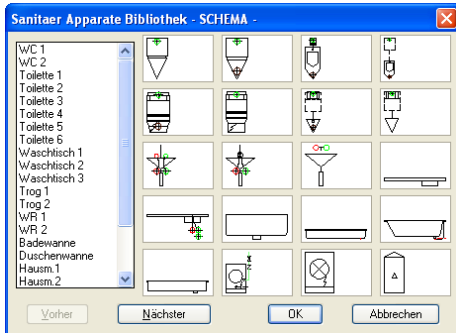 Sanitaer Apparate Bibliothek - SCHEMA -
WC 1
WC 2
Toilette 1
Toilette 2
Toilette 3
Toilette 4
Toilette 5
Toilette 6
Waschtisch 1
Waschtisch 2
Waschtisch 3
Trog 1
Trog 2
WR 1
WR 2
Badewanne
Duschenwanne
Hausm.1
Hausm.2
Vorher
Nächster
OK
Abbrechen